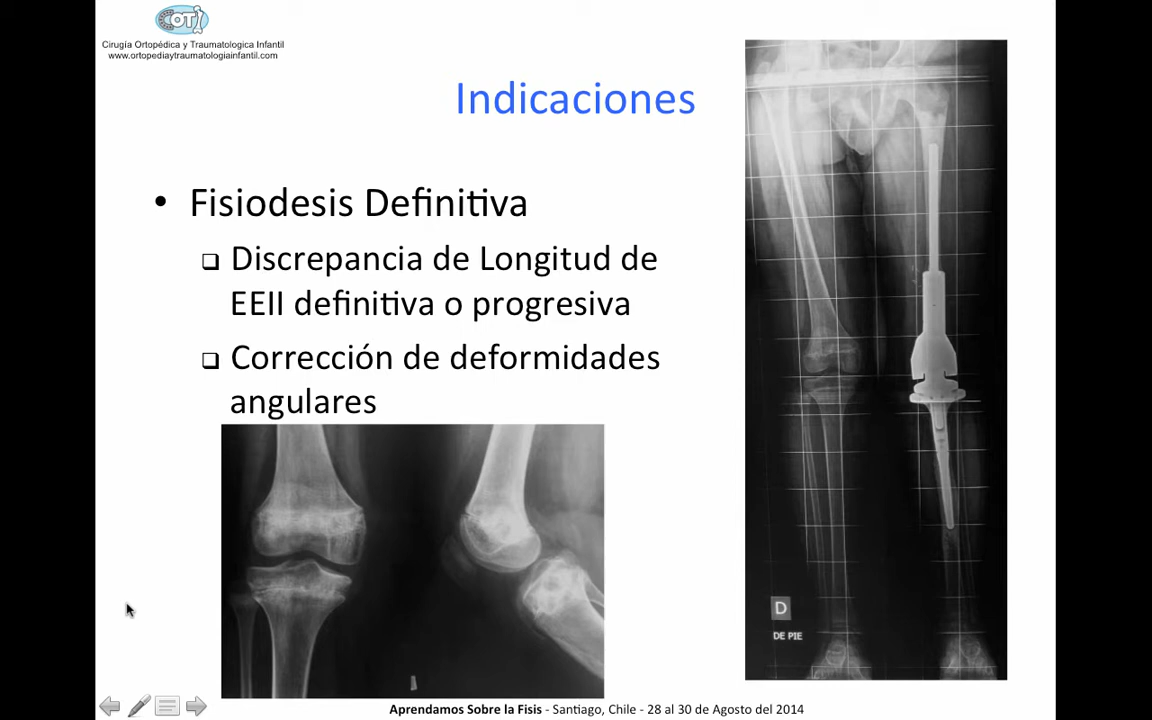 COT
Cirugía Ortopédica y Traumatologica Infantil
www.ortopediaytraumatologiainfantil.com
Indicaciones
• Fisiodesis Definitiva
❑ Discrepancia de Longitud de
EEII definitiva o progresiva
❑ Corrección de deformidades
angulares
D
DE PIE
Aprendamos Sobre la Fisis - Santiago, Chile - 28 al 30 de Agosto del 2014